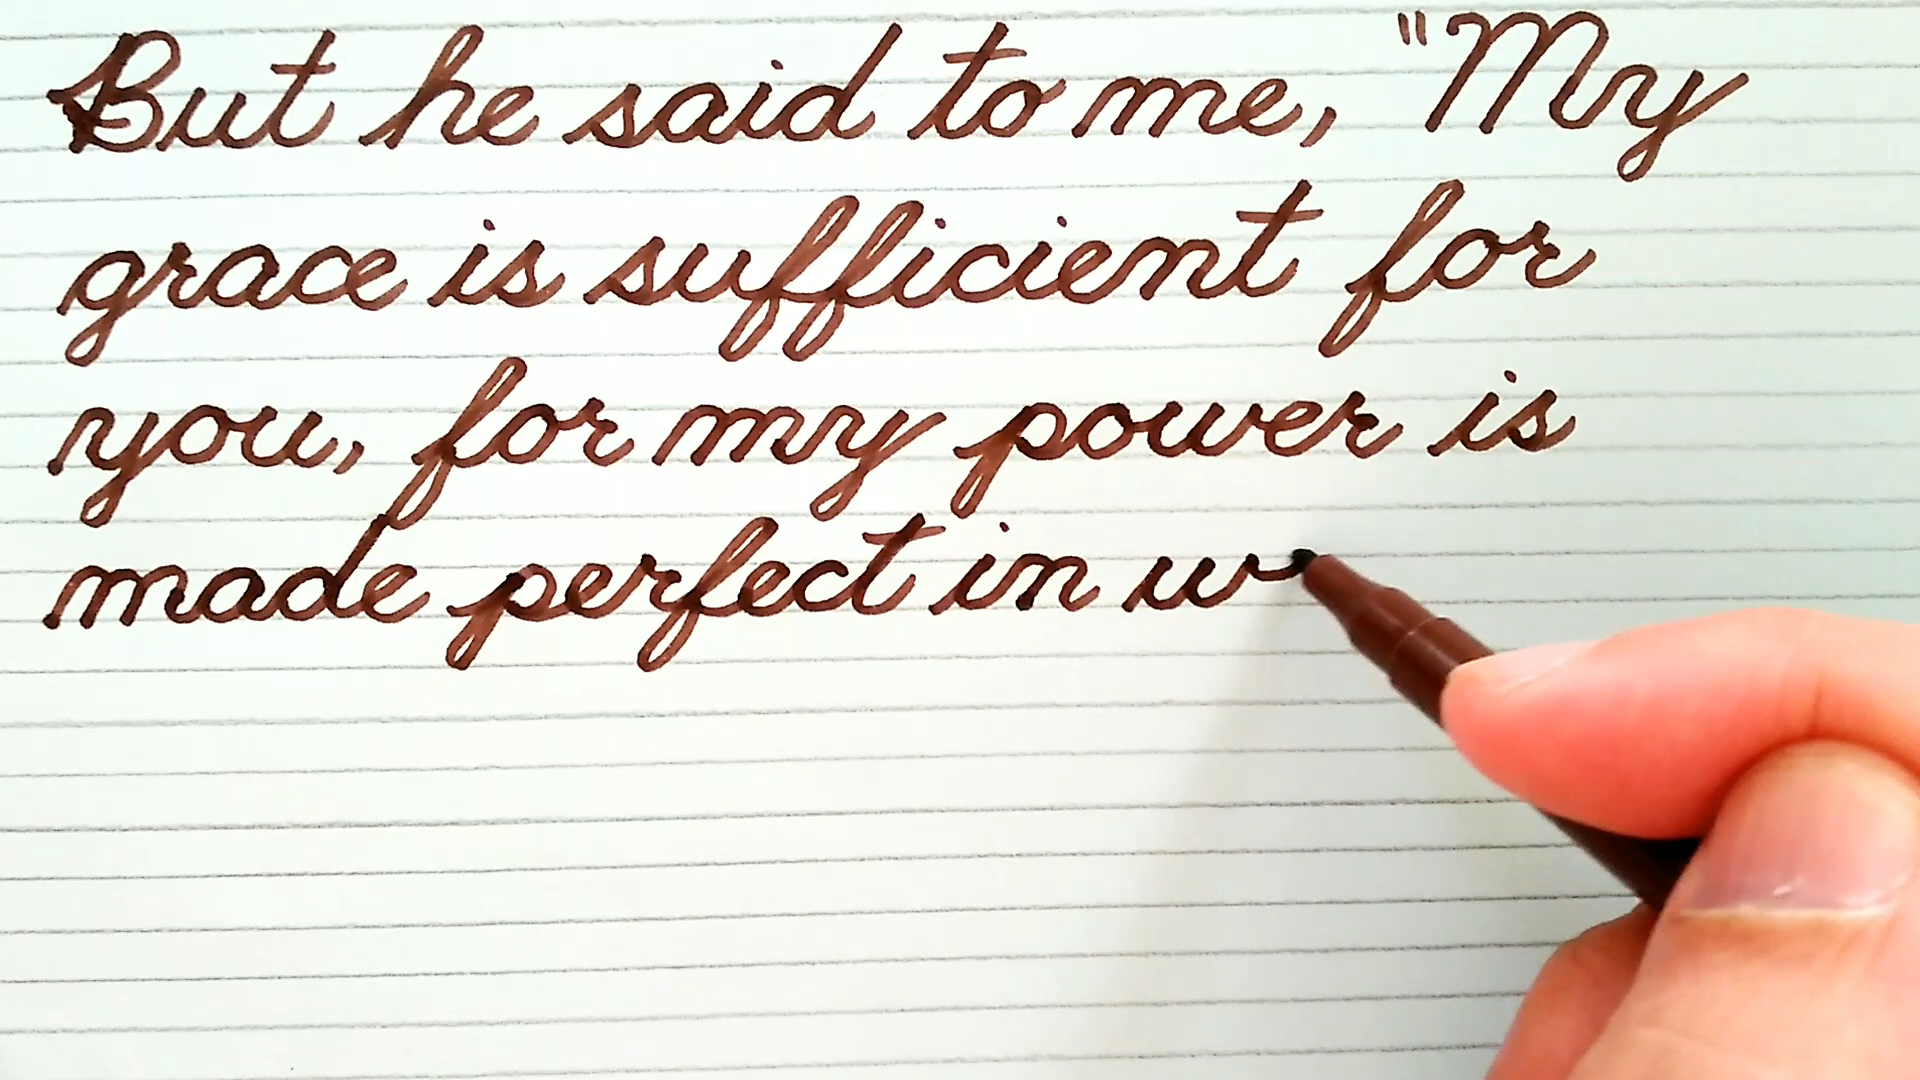 But he said to me, "My
grace is sufficient for
you, for my power is
made perfect in w